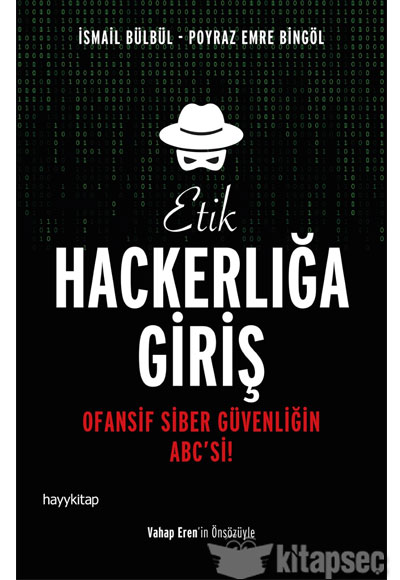 İSMAİL BÜLBÜL - POYRAZ EMRE BİNGÖL
Etik
HACKERLIĞA
GİRİŞ
OFANSİF SİBER GÜVENLİĞİN
ABC'Sİ!
hayykitap
Vahap Eren'in Önsözüyle
kitapsec